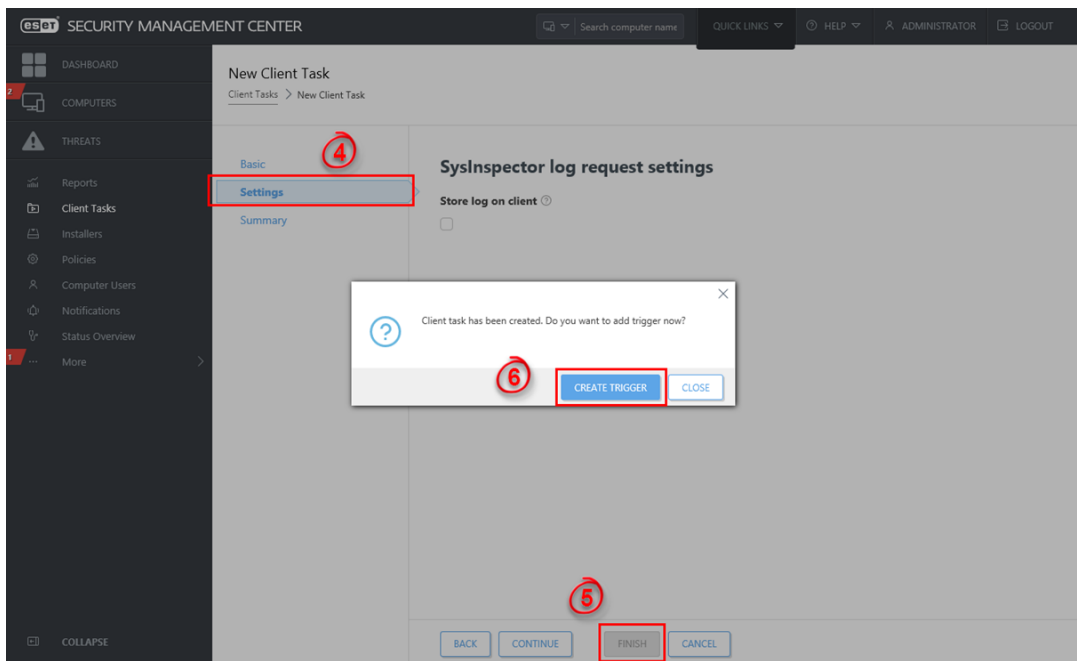 eset SECURITY MANAGEMENT CENTER
Search computer name
QUICK LINKS
HELP
ADMINISTRATOR
LOGOUT
DASHBOARD
2
COMPUTERS
THREATS
Reports
Client Tasks
Installers
Policies
Computer Users
Notifications
Status Overview
1
More
COLLAPSE
New Client Task
Client Tasks > New Client Task
4
Basic
Settings
Summary
SysInspector log request settings
Store log on client
Client task has been created. Do you want to add trigger now?
6
CREATE TRIGGER
CLOSE
5
BACK
CONTINUE
FINISH
CANCEL